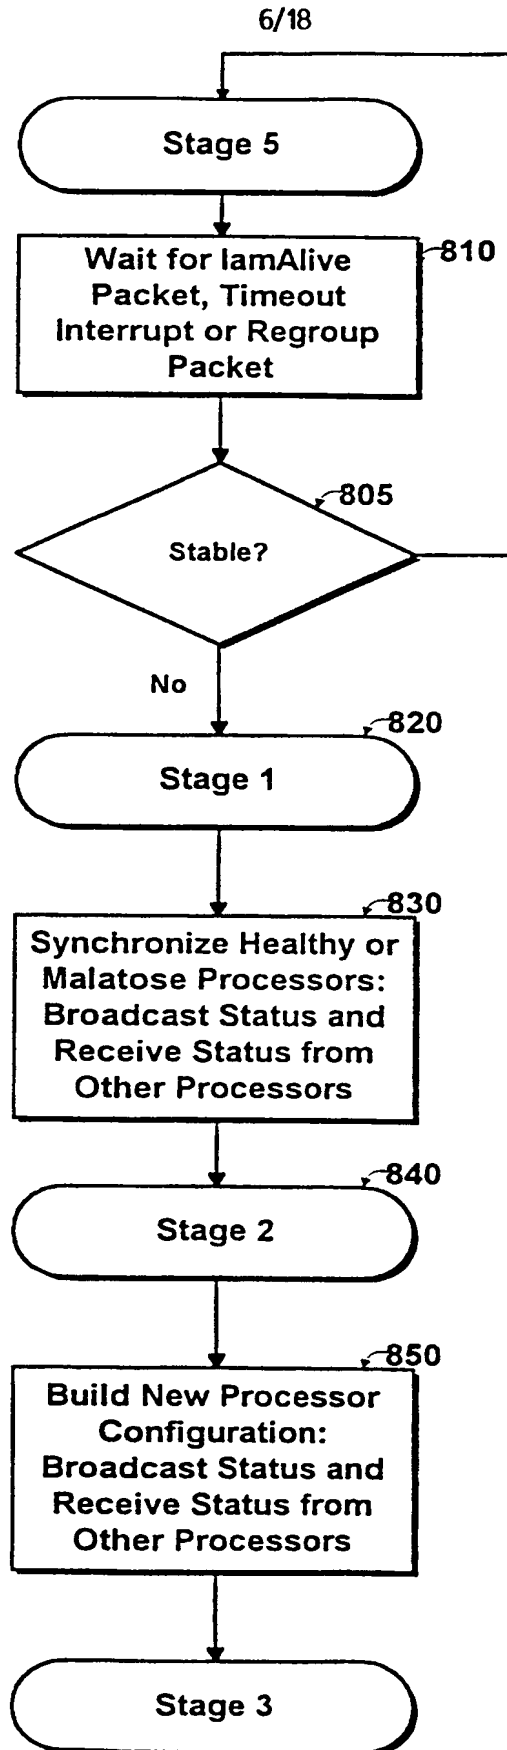 6/18
Stage 5
810
Wait for IamAlive
Packet, Timeout
Interrupt or Regroup
Packet
805
Stable?
No
820
Stage 1
830
Synchronize Healthy or
Malatose Processors:
Broadcast Status and
Receive Status from
Other Processors
840
Stage 2
850
Build New Processor
Configuration:
Broadcast Status and
Receive Status from
Other Processors
Stage 3